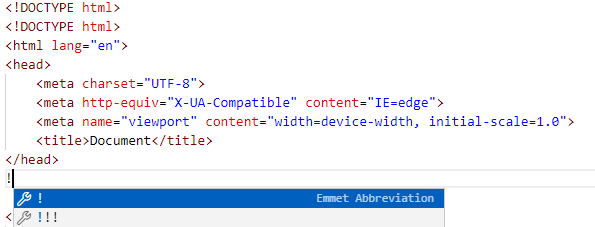 <!DOCTYPE html>
<!DOCTYPE html>
<html lang="en">
<head>
    <meta charset="UTF-8">
    <meta http-equiv="X-UA-Compatible" content="IE=edge">
    <meta name="viewport" content="width=device-width, initial-scale=1.0">
    <title>Document</title>
</head>
!
! Emmet Abbreviation
!!!
<